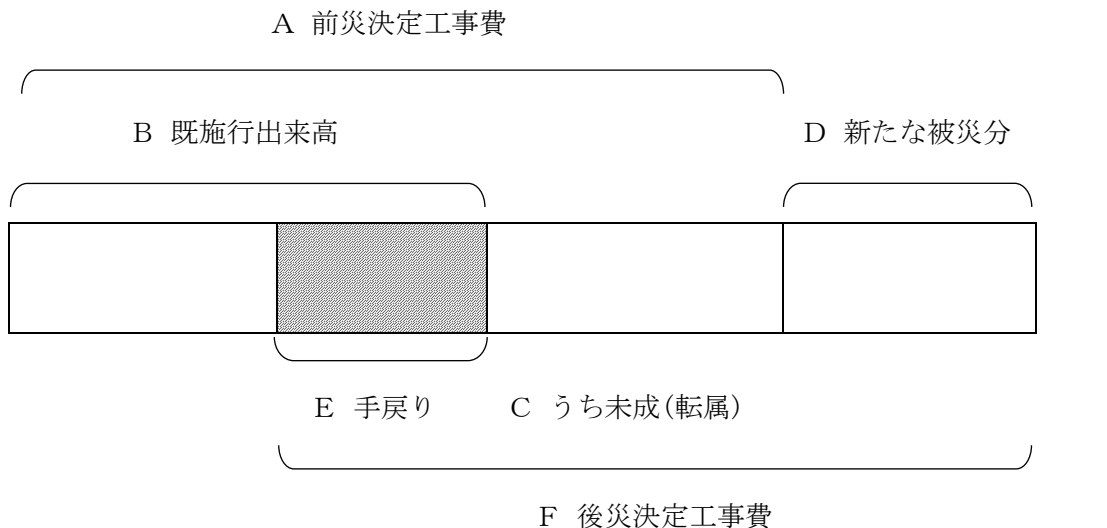 A 前災決定工事費
B 既施行出来高
D 新たな被災分
E 手戻り
C うち未成(転属)
F 後災決定工事費